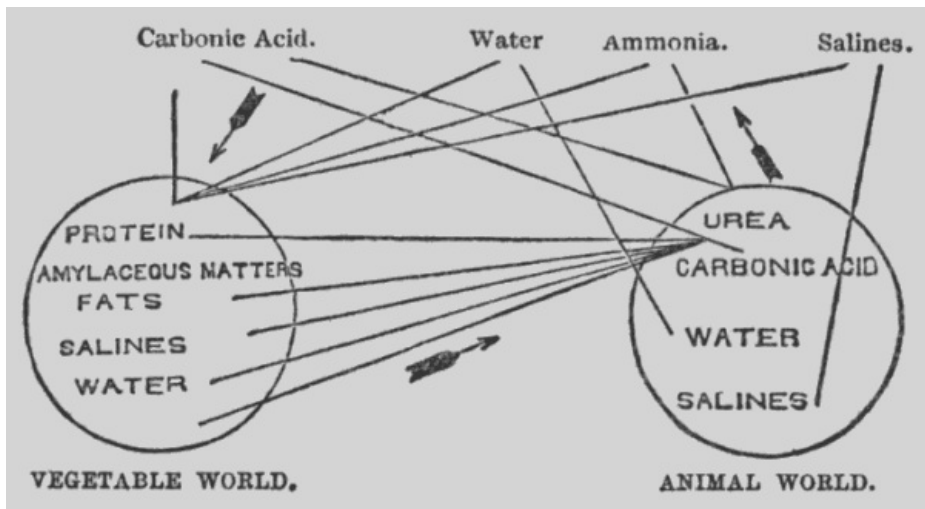 Carbonic Acid. Water Ammonia. Salines.
PROTEIN
AMYLACEOUS MATTERS
FATS
SALINES
WATER
VEGETABLE WORLD.
UREA
CARBONIC ACID
WATER
SALINES
ANIMAL WORLD.